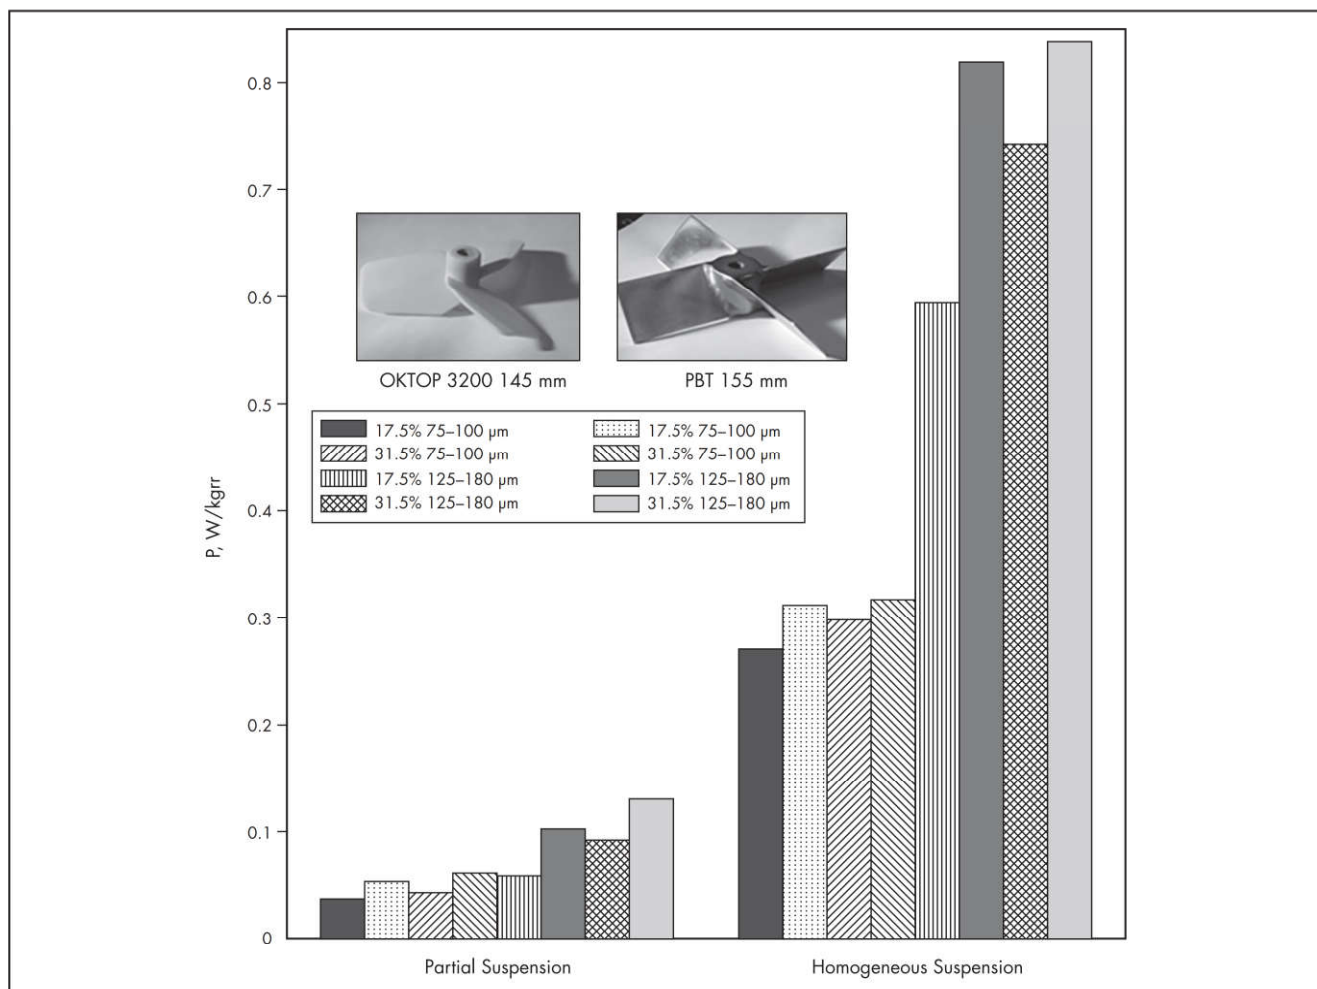 0.8
0.7
0.6
0.5
0.4
0.3
0.2
0.1
0
P, W/kgrr
OKTOP 3200 145 mm
PBT 155 mm
17.5% 75–100 µm
31.5% 75–100 µm
17.5% 125–180 µm
31.5% 125–180 µm
17.5% 75–100 µm
31.5% 75–100 µm
17.5% 125–180 µm
31.5% 125–180 µm
Partial Suspension
Homogeneous Suspension